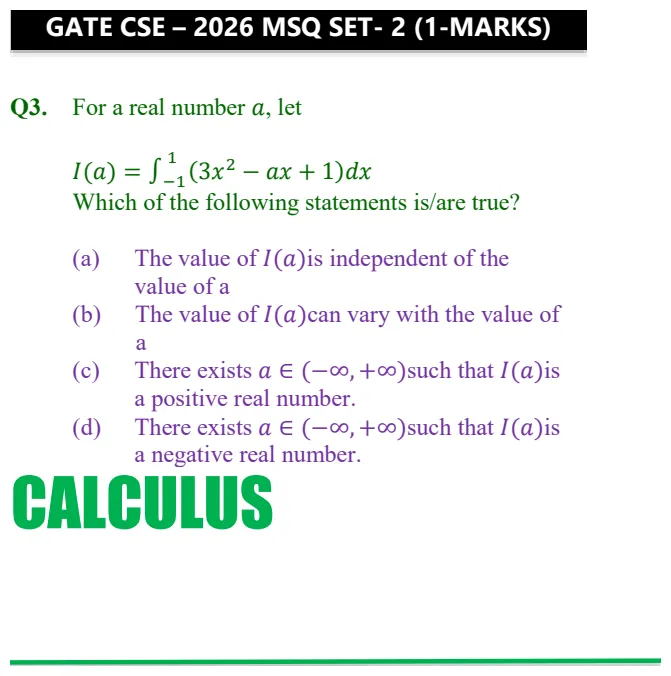 GATE CSE – 2026 MSQ SET- 2 (1-MARKS)
Q3. For a real number a, let
I(a) = ∫₋₁¹(3x² − ax + 1)dx
Which of the following statements is/are true?
(a) The value of I(a)is independent of the
value of a
(b) The value of I(a)can vary with the value of
a
(c) There exists a ∈ (−∞, +∞)such that I(a)is
a positive real number.
(d) There exists a ∈ (−∞, +∞)such that I(a)is
a negative real number.
CALCULUS